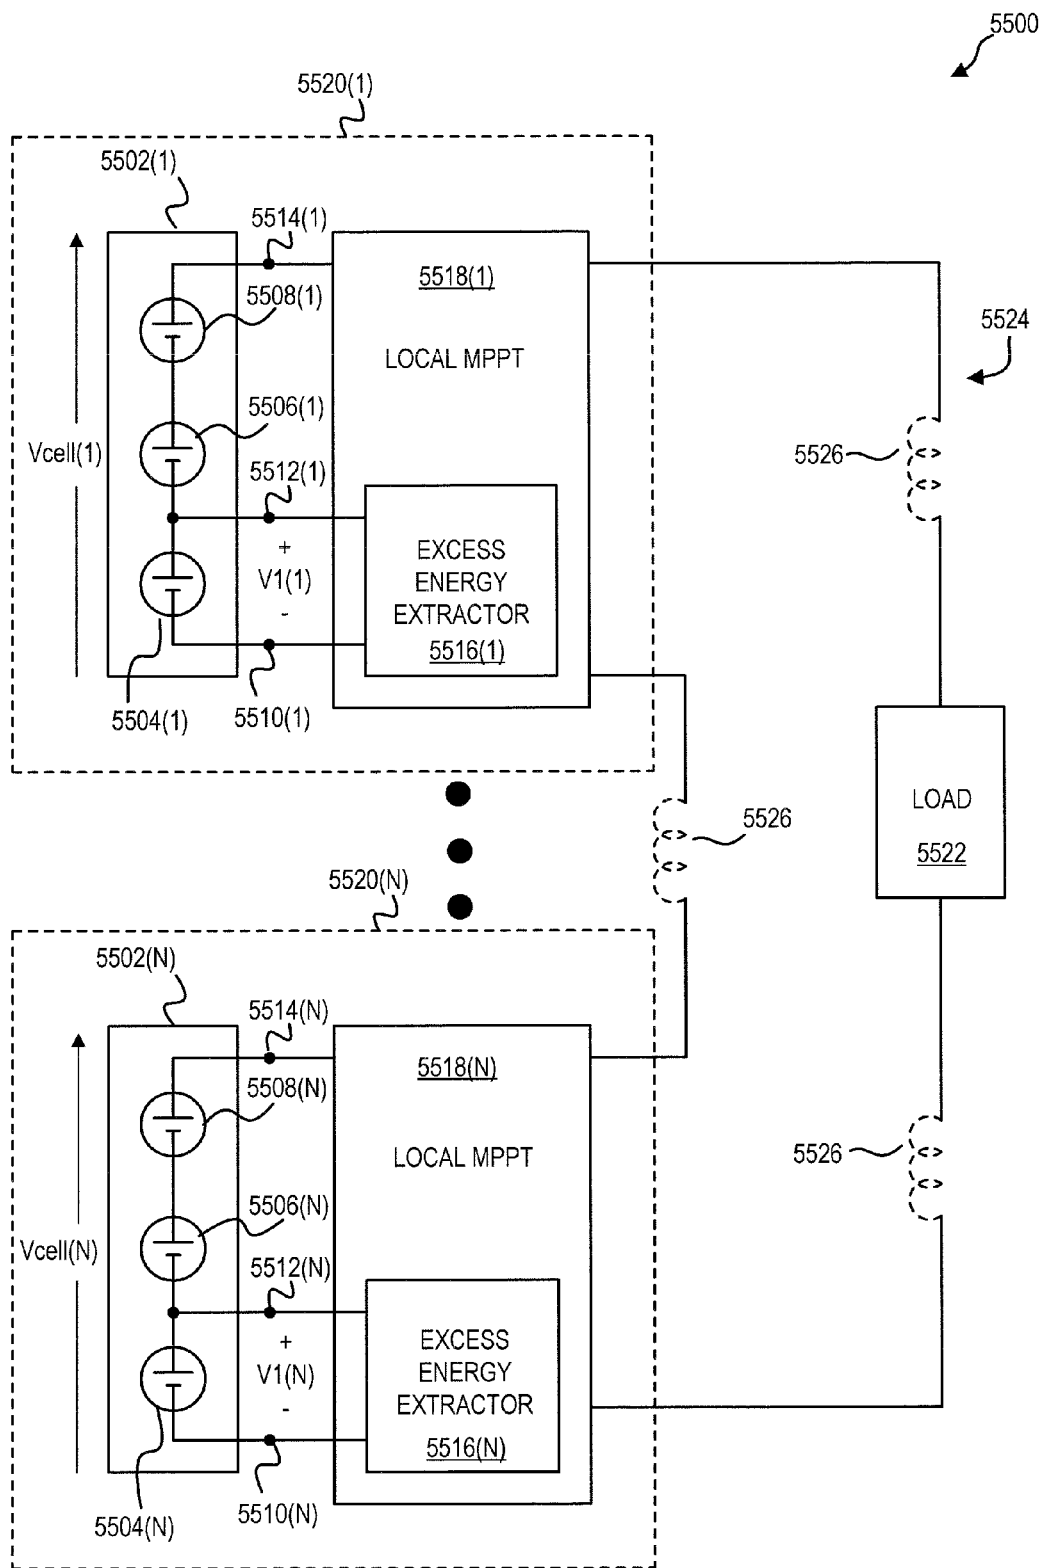 5500
5520(1)
5502(1)
5514(1)
5518(1)
5508(1)
5524
LOCAL MPPT
5506(1)
Vcell(1)
5526
5512(1)
+
V1(1)
-
EXCESS
ENERGY
EXTRACTOR
5516(1)
5504(1)
5510(1)
LOAD
5522
5526
5520(N)
5502(N)
5514(N)
5518(N)
5508(N)
LOCAL MPPT
5526
5506(N)
Vcell(N)
5512(N)
+
V1(N)
-
EXCESS
ENERGY
EXTRACTOR
5516(N)
5504(N)
5510(N)